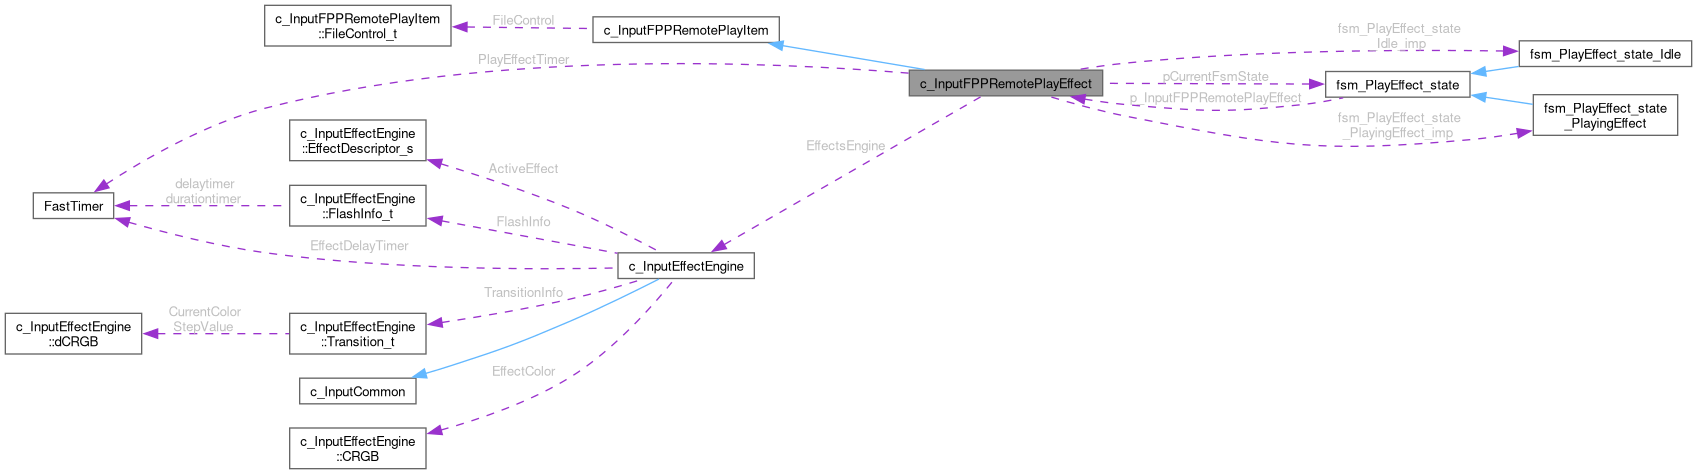 c_InputFPPRemotePlayItem
::FileControl_t
FileControl
c_InputFPPRemotePlayItem
fsm_PlayEffect_state
_Idle_imp
fsm_PlayEffect_state_Idle
PlayEffectTimer
c_InputFPPRemotePlayEffect
pCurrentFsmState
fsm_PlayEffect_state
p_InputFPPRemotePlayEffect
fsm_PlayEffect_state
_PlayingEffect
fsm_PlayEffect_state
_PlayingEffect_imp
c_InputEffectEngine
::EffectDescriptor_s
EffectsEngine
ActiveEffect
delaytimer
durationtimer
c_InputEffectEngine
::FlashInfo_t
FastTimer
FlashInfo
EffectDelayTimer
c_InputEffectEngine
TransitionInfo
CurrentColor
StepValue
c_InputEffectEngine
::dCRGB
c_InputEffectEngine
::Transition_t
EffectColor
c_InputCommon
c_InputEffectEngine
::CRGB